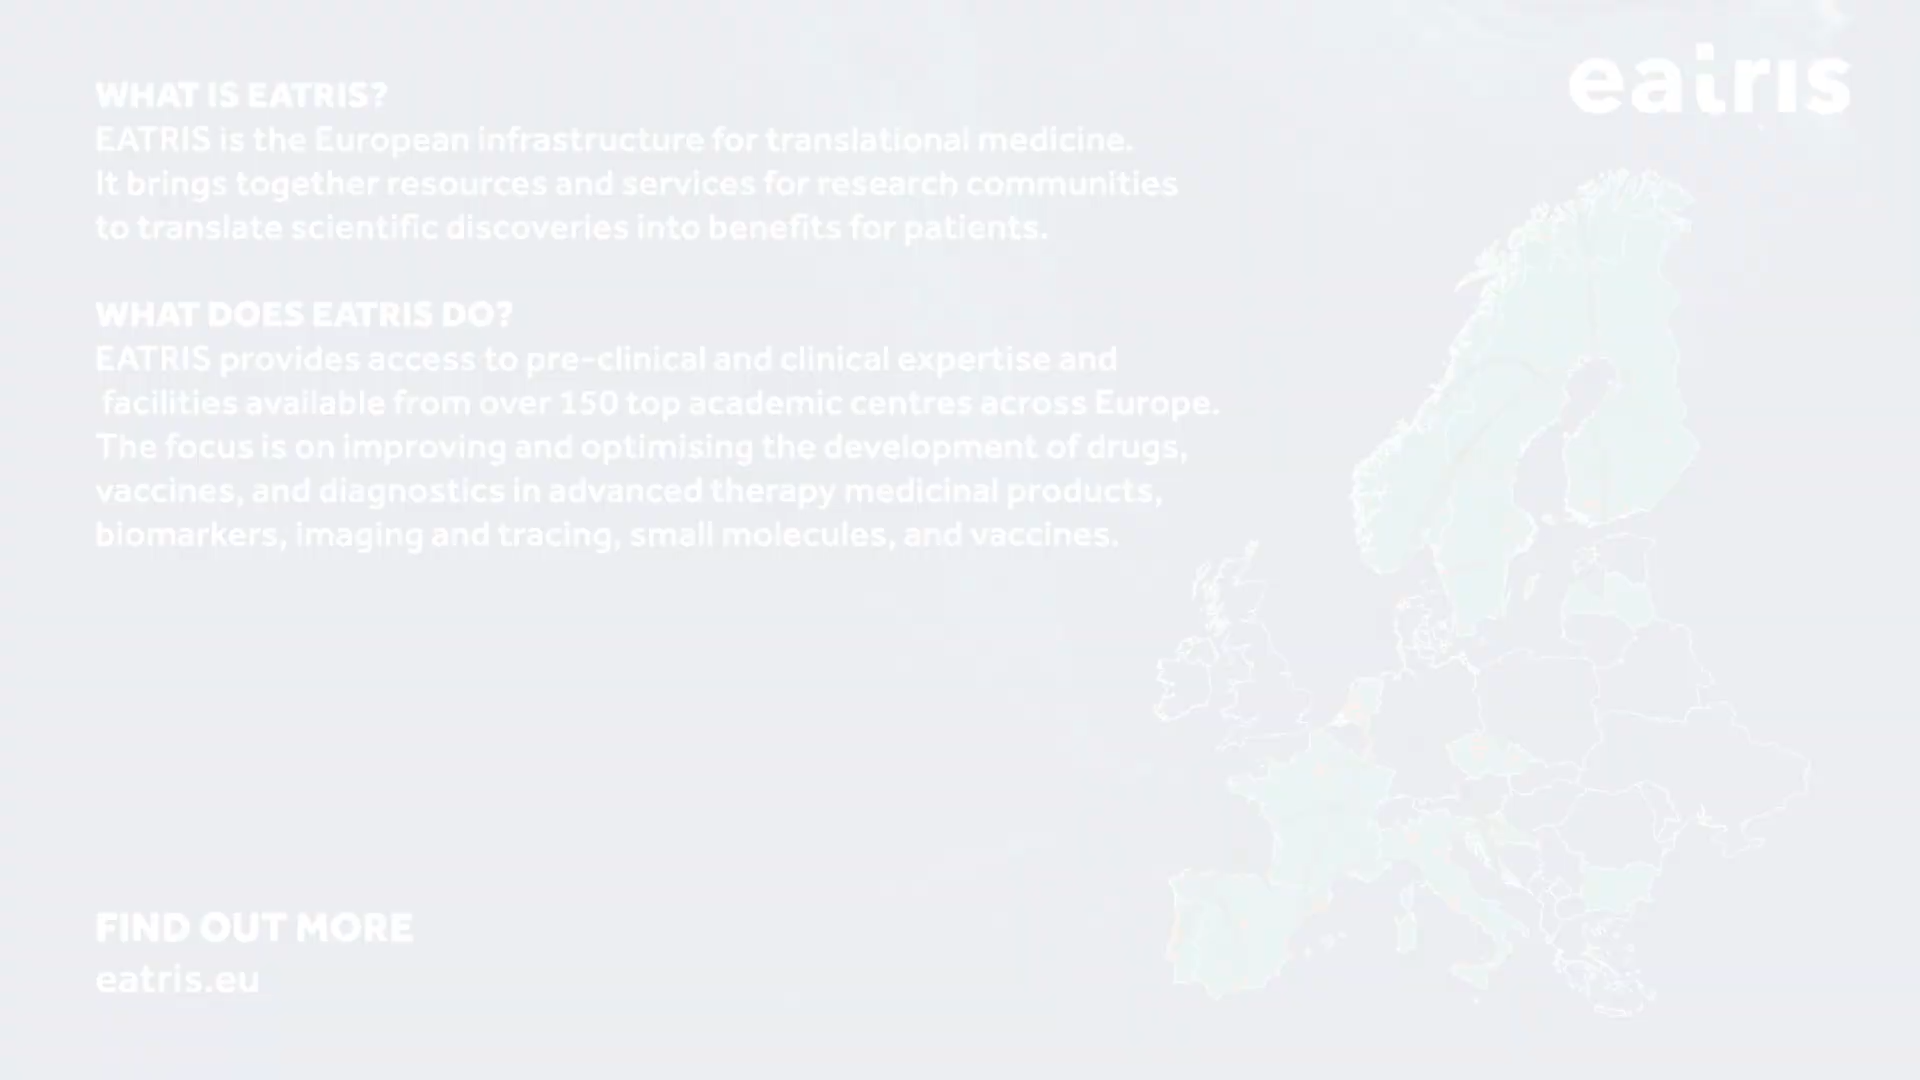 eatris
WHAT IS EATRIS?
EATRIS is the European infrastructure for translational medicine.
It brings together resources and services for research communities
to translate scientific discoveries into benefits for patients.
WHAT DOES EATRIS DO?
EATRIS provides access to pre-clinical and clinical expertise and
facilities available from over 150 top academic centres across Europe.
The focus is on improving and optimising the development of drugs,
vaccines, and diagnostics in advanced therapy medicinal products,
biomarkers, imaging and tracing, small molecules, and vaccines.
FIND OUT MORE
eatris.eu